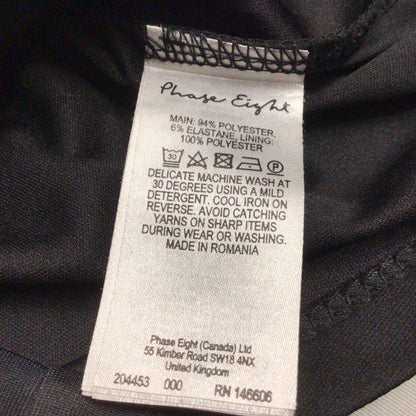 Phase Eight
MAIN: 94% POLYESTER,
6% ELASTANE, LINING:
100% POLYESTER
30 P
DELICATE MACHINE WASH AT
30 DEGREES USING A MILD
DETERGENT. COOL IRON ON
REVERSE. AVOID CATCHING
YARNS ON SHARP ITEMS
DURING WEAR OR WASHING.
MADE IN ROMANIA
Phase Eight (Canada) Ltd
55 Kimber Road SW18 4NX
United Kingdom
204453 000 RN 146606